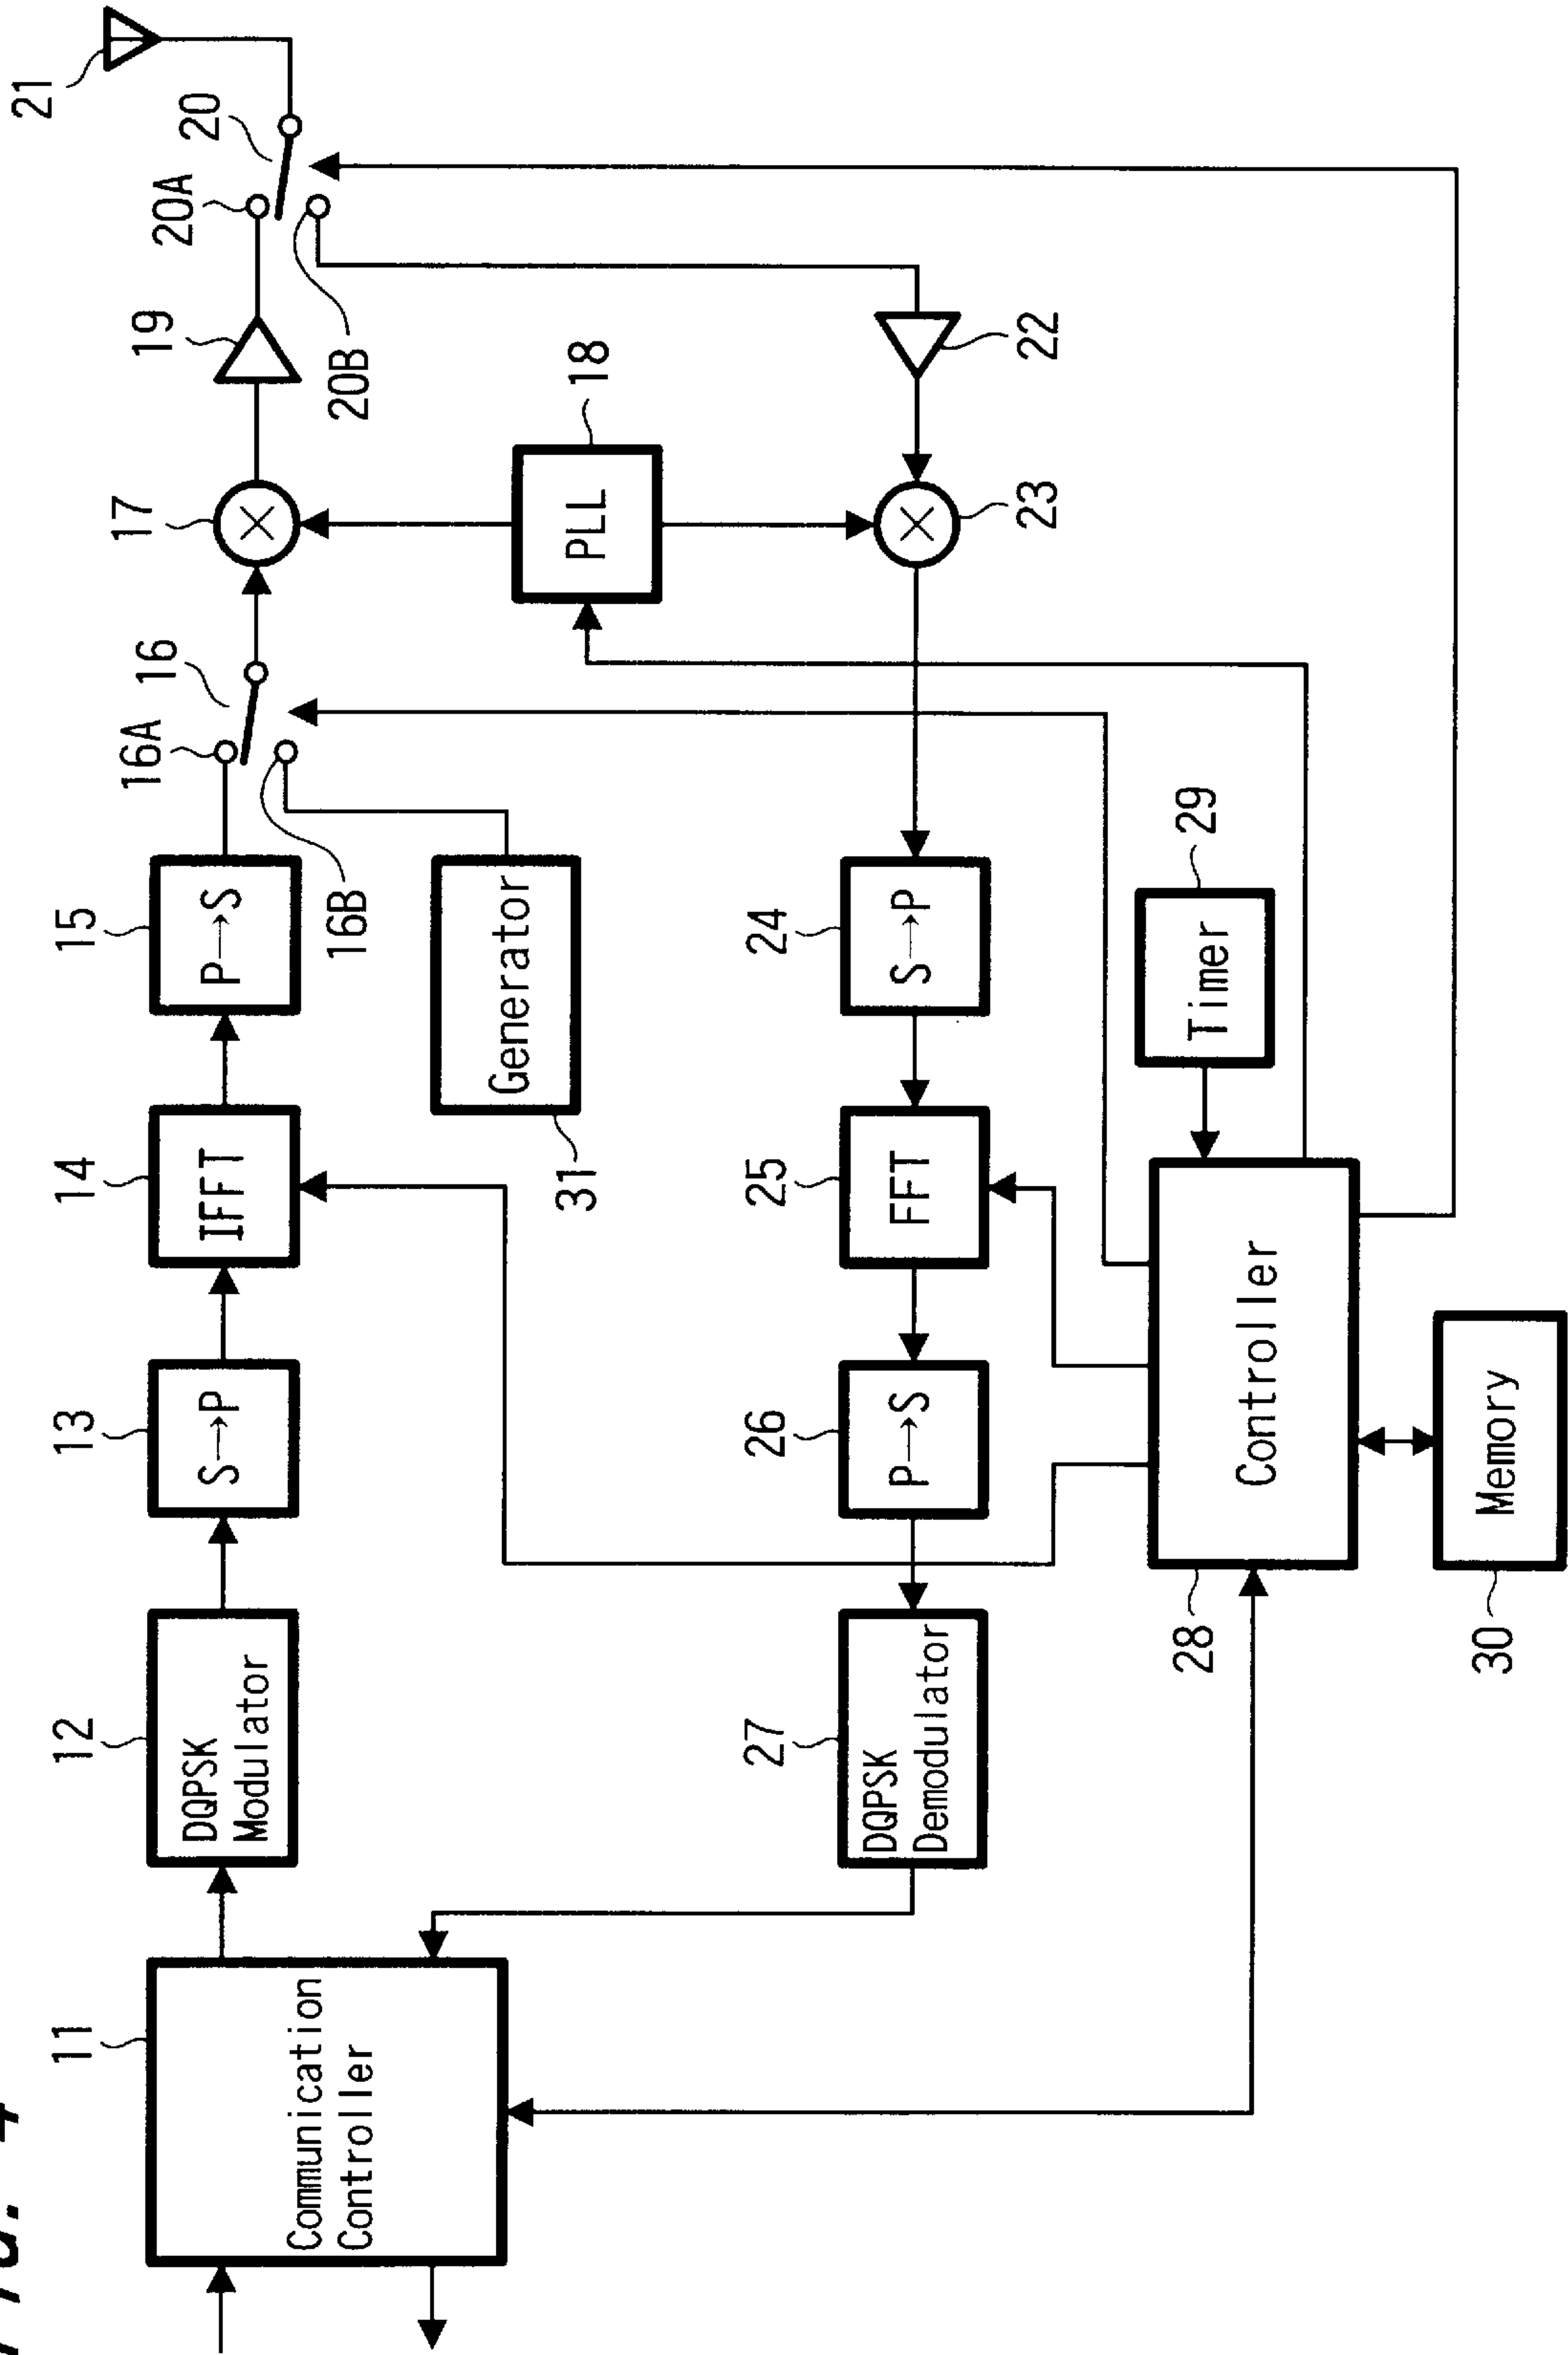 FIG. 4
11
Communication
Controller
12
DQPSK
Modulator
13
S→P
14
IFFT
15
P→S
16A
16
16B
31
Generator
17
18
PLL
19
20A
20
20B
21
22
23
24
S→P
25
FFT
26
P→S
27
DQPSK
Demodulator
28
Controller
29
Timer
30
Memory